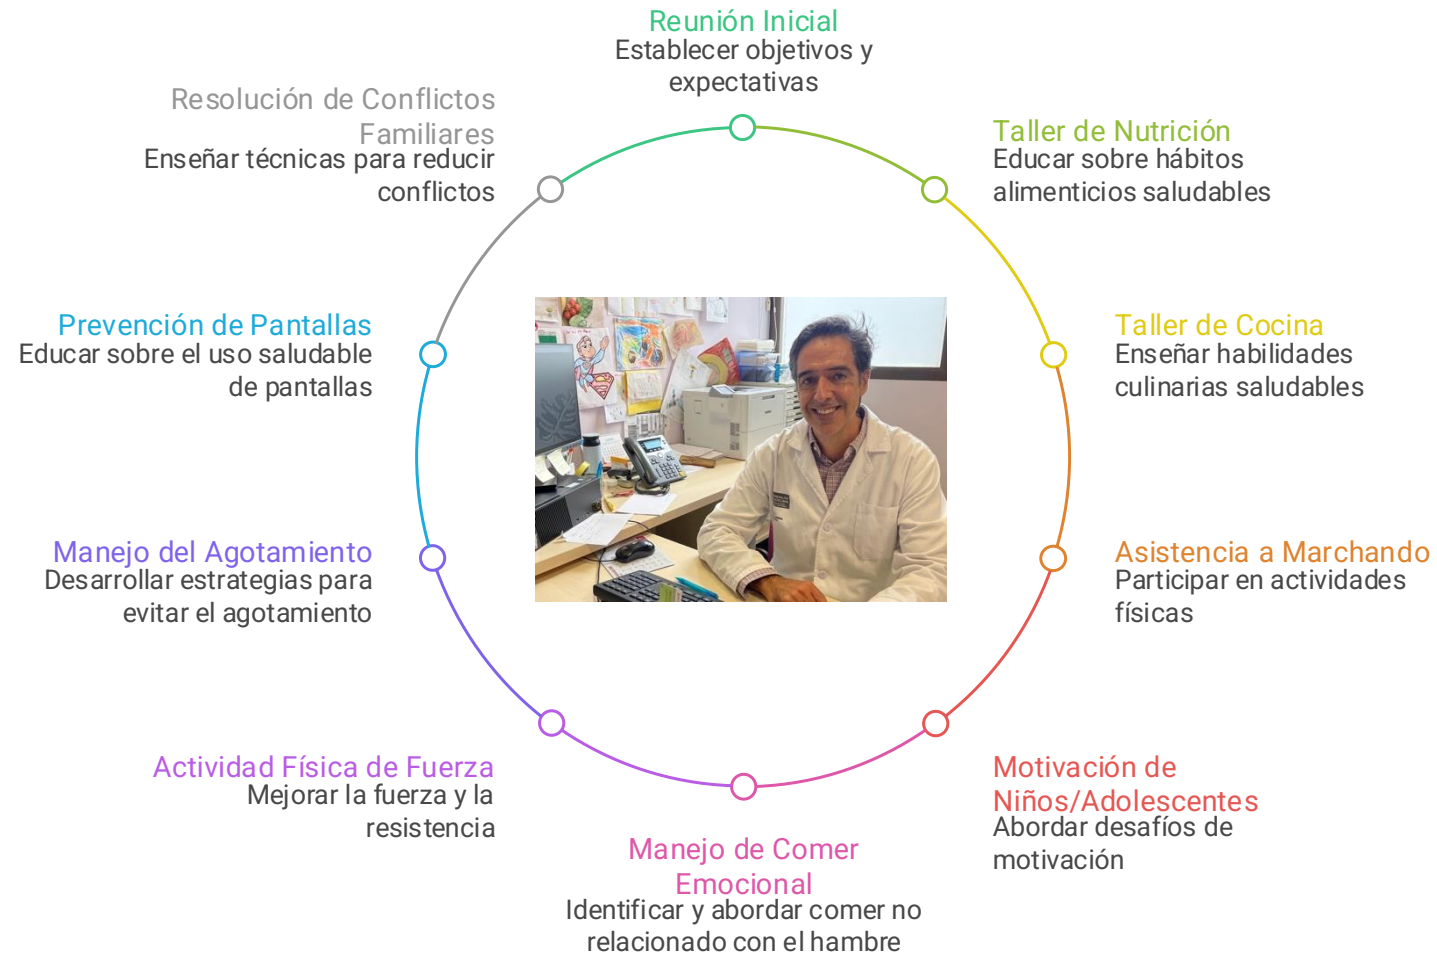 Reunión Inicial
Establecer objetivos y
expectativas
Taller de Nutrición
Educar sobre hábitos
alimenticios saludables
Taller de Cocina
Enseñar habilidades
culinarias saludables
Asistencia a Marchando
Participar en actividades
físicas
Motivación de
Niños/Adolescentes
Abordar desafíos de
motivación
Manejo de Comer
Emocional
Identificar y abordar comer no
relacionado con el hambre
Actividad Física de Fuerza
Mejorar la fuerza y la
resistencia
Manejo del Agotamiento
Desarrollar estrategias para
evitar el agotamiento
Prevención de Pantallas
Educar sobre el uso saludable
de pantallas
Resolución de Conflictos
Familiares
Enseñar técnicas para reducir
conflictos